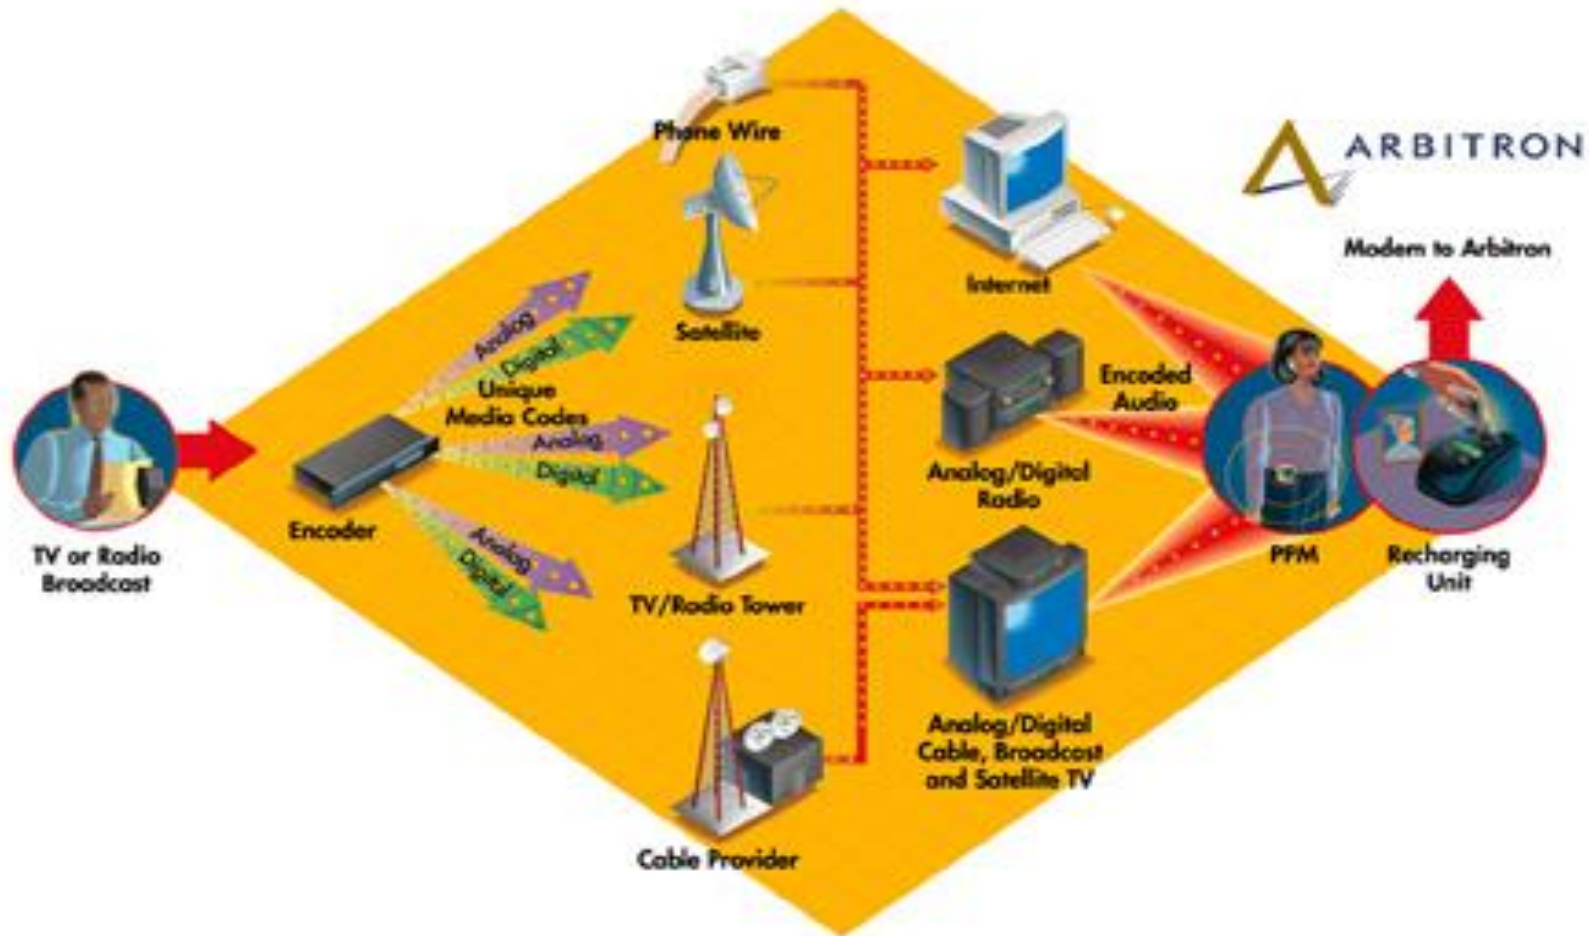 Phone Wire
ARBITRON
Modem to Arbitron
Internet
Satellite
Analog
Digital
Unique
Media Codes
Analog
Digital
Analog
Digital
Encoder
TV or Radio
Broadcast
TV/Radio Tower
Cable Provider
Analog/Digital
Radio
Encoded
Audio
Analog/Digital
Cable, Broadcast
and Satellite TV
PPM
Recharging
Unit